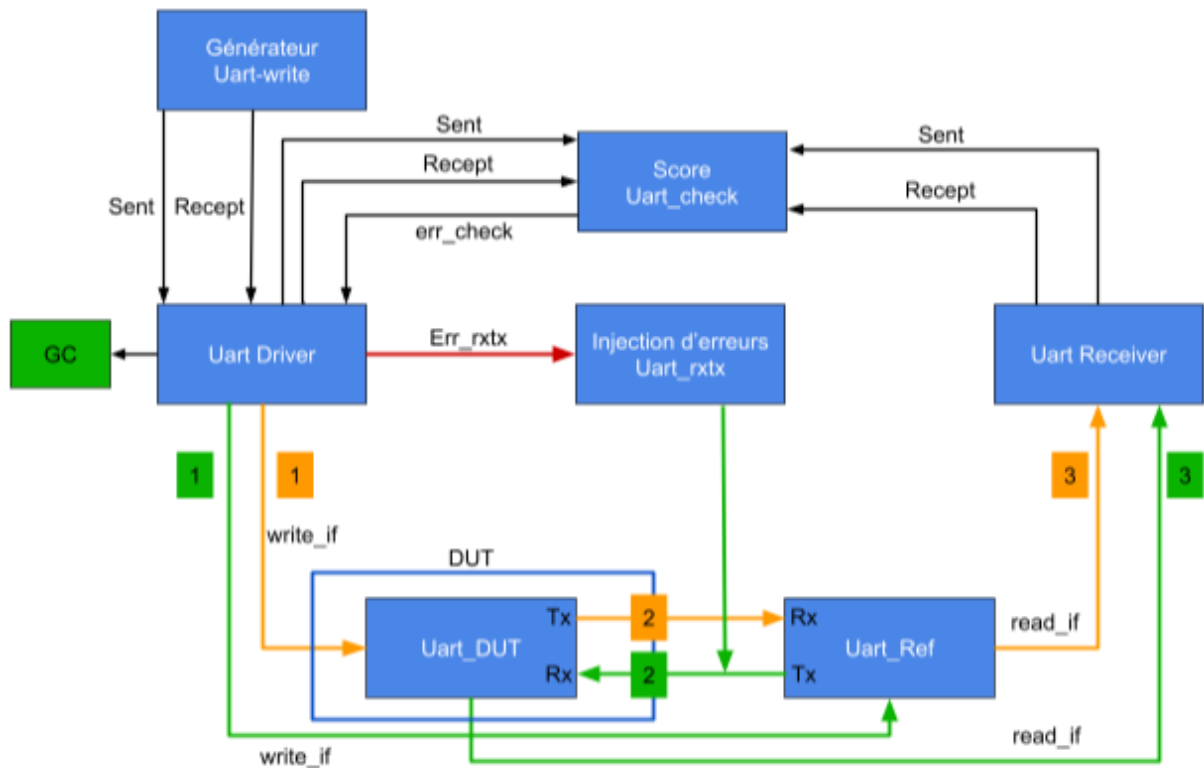 Générateur
Uart-write
Sent
Recept
Sent
Recept
err_check
Score
Uart_check
Sent
Recept
GC
Uart Driver
Err_rxtx
Injection d'erreurs
Uart_rxtx
Uart Receiver
1
1
3
3
write_if
DUT
Tx
2
Rx
Uart_DUT
Uart_Ref
read_if
Rx
2
Tx
write_if
read_if